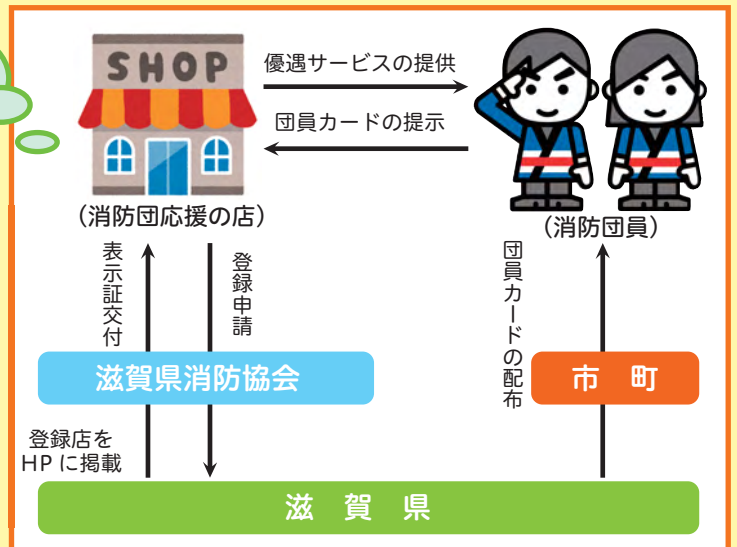 SHOP
優遇サービスの提供
団員カードの提示
(消防団応援の店)
(消防団員)
表示証交付
登録申請
団員カードの配布
滋賀県消防協会
市 町
登録店を
HPに掲載
滋 賀 県